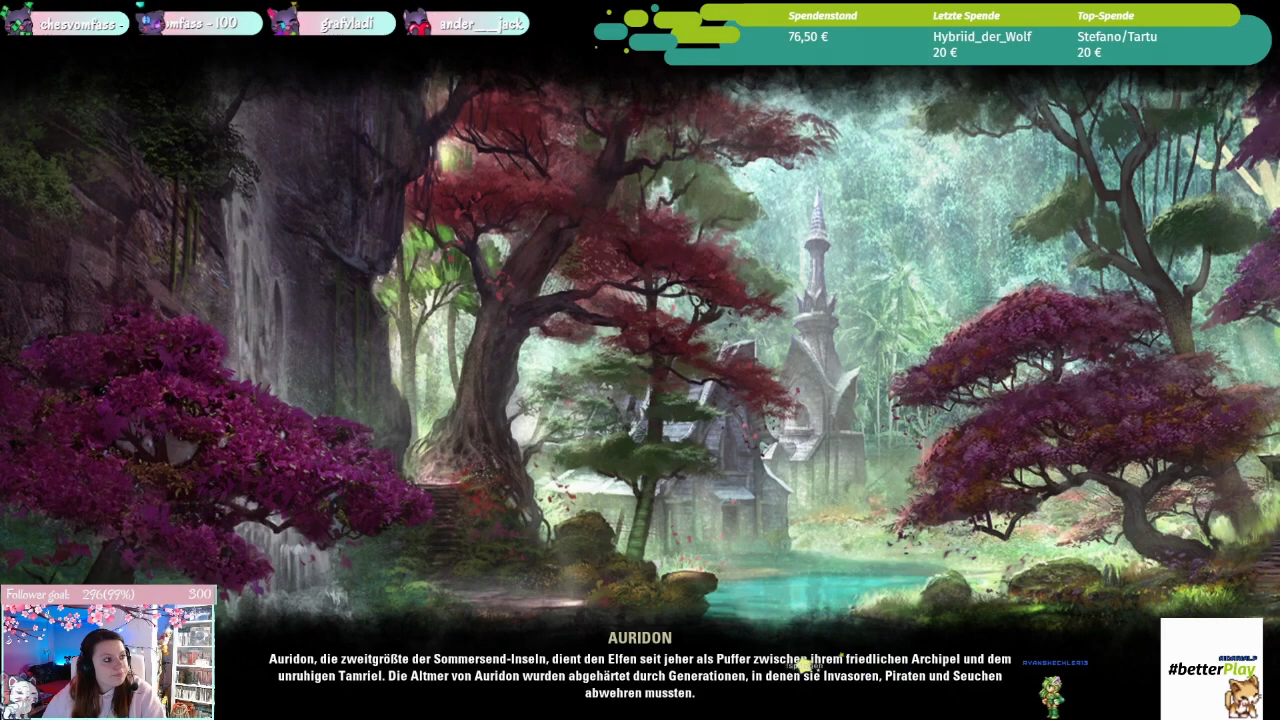 chesvomfass -
omfass - 100
grafvladi
ander__jack
Spendenstand
Letzte Spende
Top-Spende
76,50 €
Hybriid_der_Wolf
20 €
Stefano/Tartu
20 €
Follower goal: 296(99%) 300
AURIDON
Auridon, die zweitgrößte der Sommersend-Inseln, dient den Elfen seit jeher als Puffer zwischen ihrem friedlichen Archipel und dem
unruhigen Tamriel. Die Altmer von Auridon wurden abgehärtet durch Generationen, in denen sie Invasoren, Piraten und Seuchen
abwehren mussten.
#betterPlay